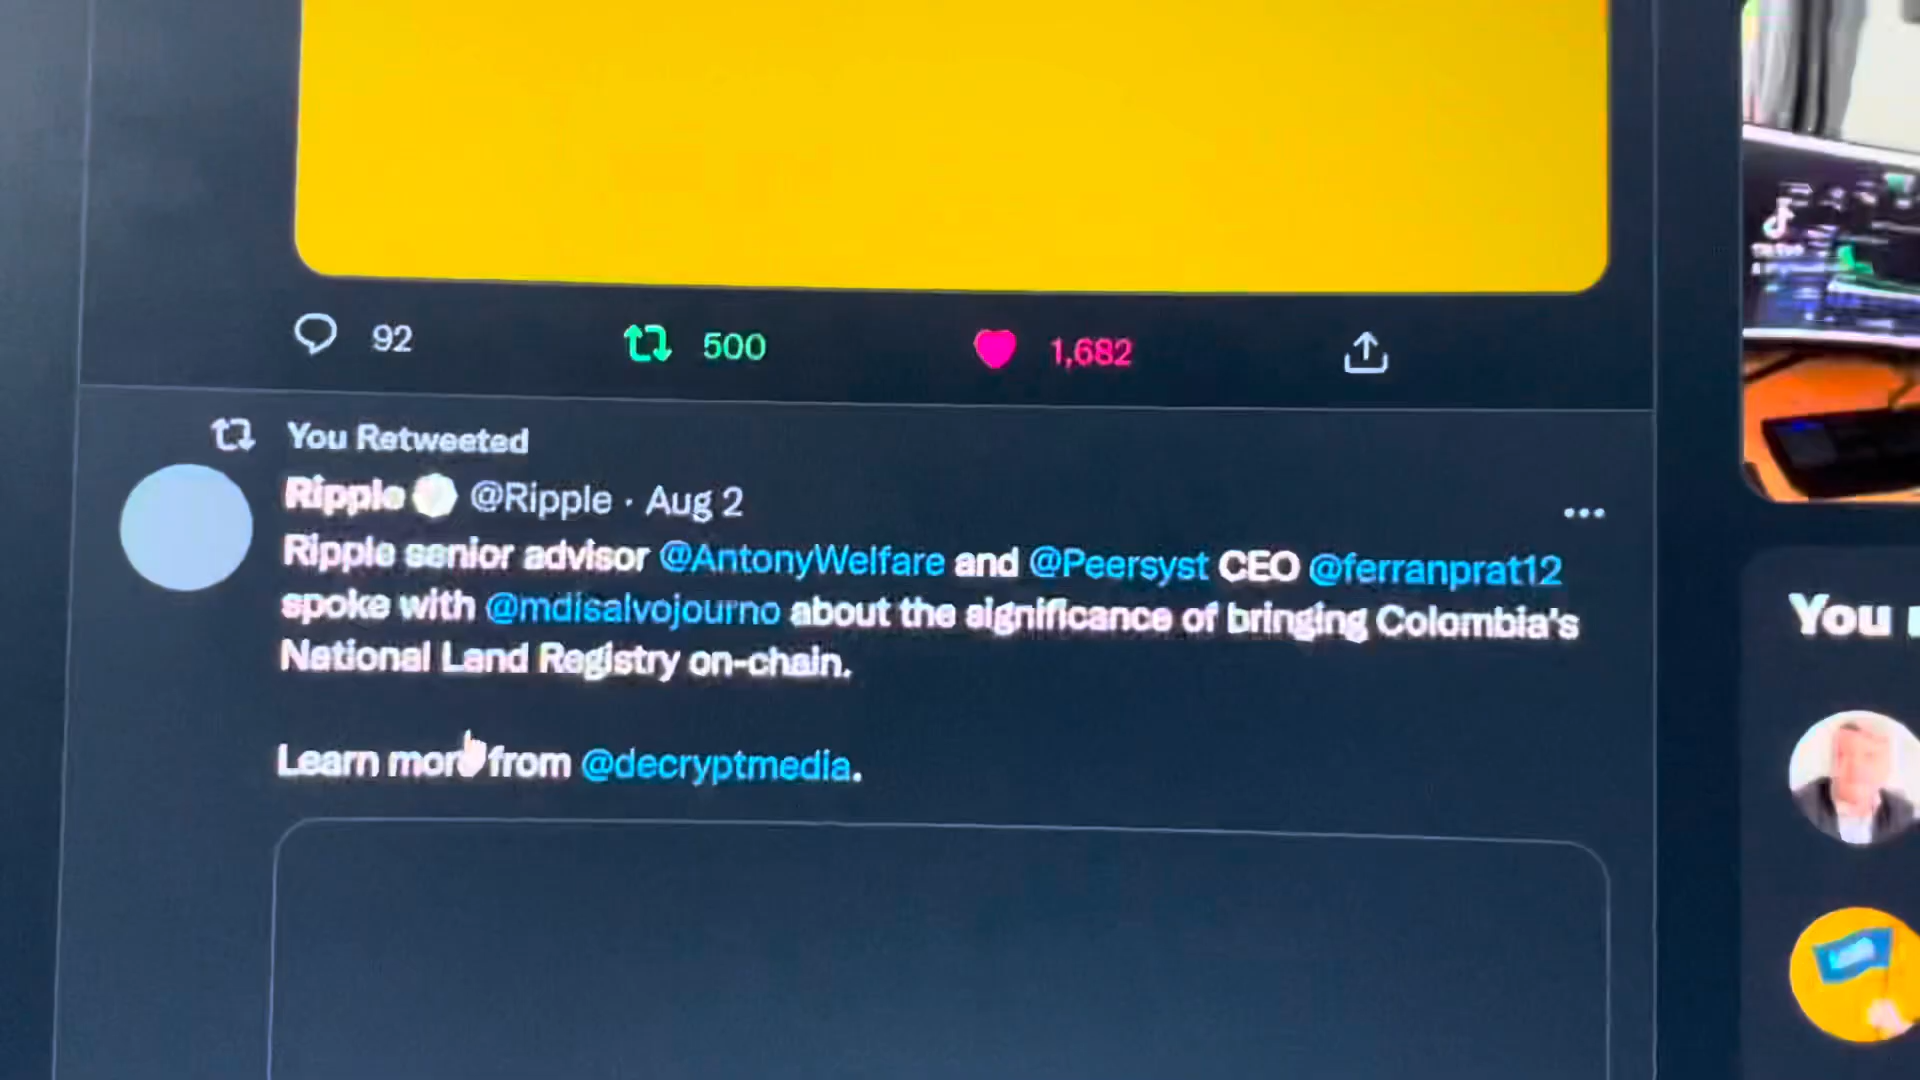 92 500 1,682
You Retweeted
Ripple @Ripple · Aug 2
Ripple senior advisor @AntonyWelfare and @Peersyst CEO @ferranprat12
spoke with @mdisalvojourno about the significance of bringing Colombia's
National Land Registry on-chain.
Learn more from @decryptmedia.
You